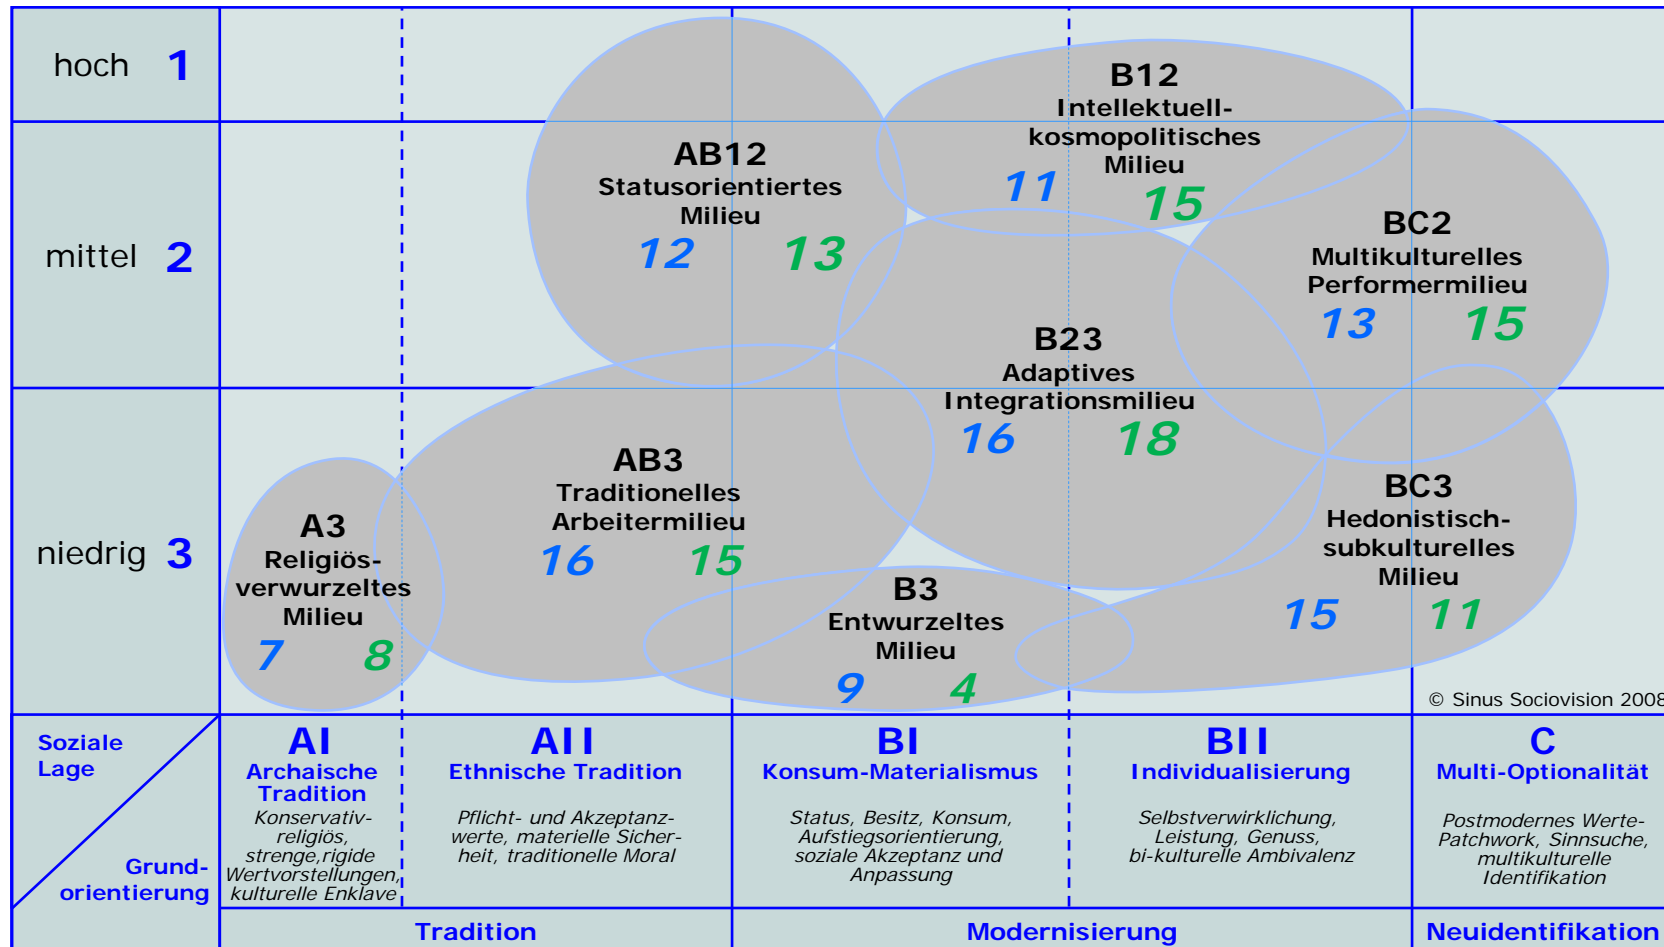 hoch 1
mittel 2
niedrig 3
B12
Intellektuell-
kosmopolitisches
Milieu
11 15
AB12
Statusorientiertes
Milieu
12 13
BC2
Multikulturelles
Performermilieu
13 15
B23
Adaptives
Integrationsmilieu
16 18
AB3
Traditionelles
Arbeitermilieu
16 15
A3
Religiös-
verwurzeltes
Milieu
7 8
BC3
Hedonistisch-
subkulturelles
Milieu
15 11
B3
Entwurzeltes
Milieu
9 4
© Sinus Sociovision 2008
Soziale
Lage
Grund-
orientierung
AI
Archaische
Tradition
Konservativ-
religiös,
strenge,rigide
Wertvorstellungen,
kulturelle Enklave
AII
Ethnische Tradition
Pflicht- und Akzeptanz-
werte, materielle Sicher-
heit, traditionelle Moral
BI
Konsum-Materialismus
Status, Besitz, Konsum,
Aufstiegsorientierung,
soziale Akzeptanz und
Anpassung
BII
Individualisierung
Selbstverwirklichung,
Leistung, Genuss,
bi-kulturelle Ambivalenz
C
Multi-Optionalität
Postmodernes Werte-
Patchwork, Sinnsuche,
multikulturelle
Identifikation
Tradition
Modernisierung
Neuidentifikation